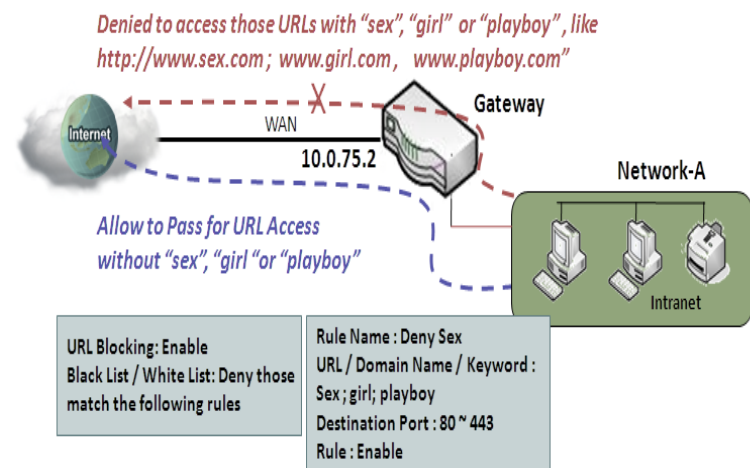 Denied to access those URLs with “sex”, “girl” or “playboy” , like
http://www.sex.com ; www.girl.com , www.playboy.com”
Gateway
Internet
WAN
10.0.75.2
Network-A
Allow to Pass for URL Access
without “sex”, “girl “or “playboy”
Intranet
URL Blocking: Enable
Black List / White List: Deny those
match the following rules
Rule Name : Deny Sex
URL / Domain Name / Keyword :
Sex ; girl; playboy
Destination Port : 80 ~ 443
Rule : Enable